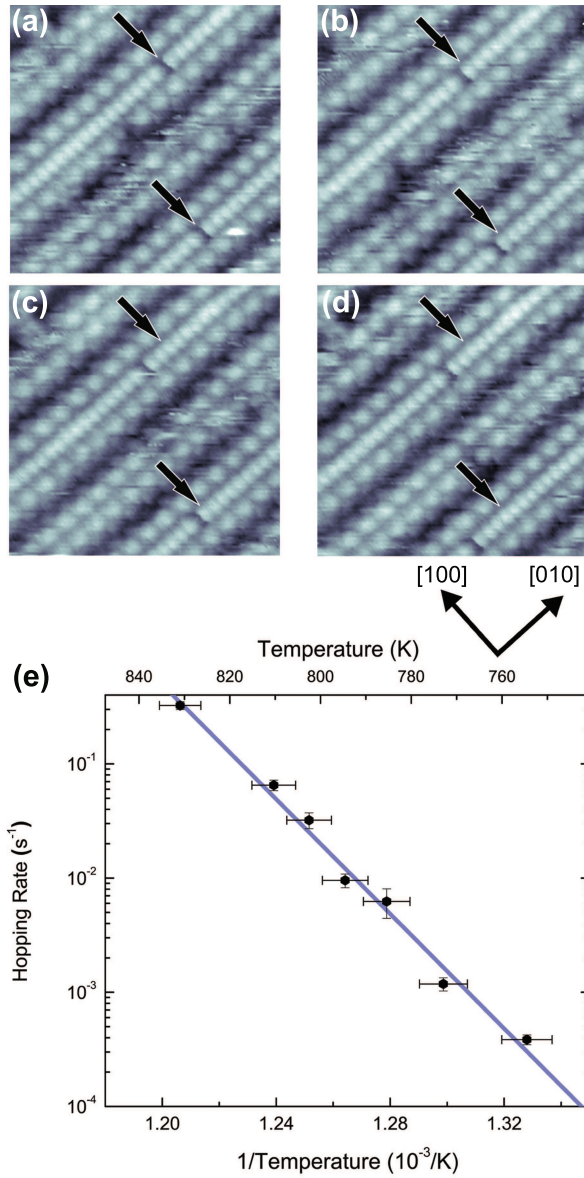 (a) (b)
(c) (d)
[100] [010]
(e)
Temperature (K)
840 820 800 780 760
10⁻¹
10⁻²
10⁻³
10⁻⁴
Hopping Rate (s⁻¹)
1.20 1.24 1.28 1.32
1/Temperature (10⁻³/K)